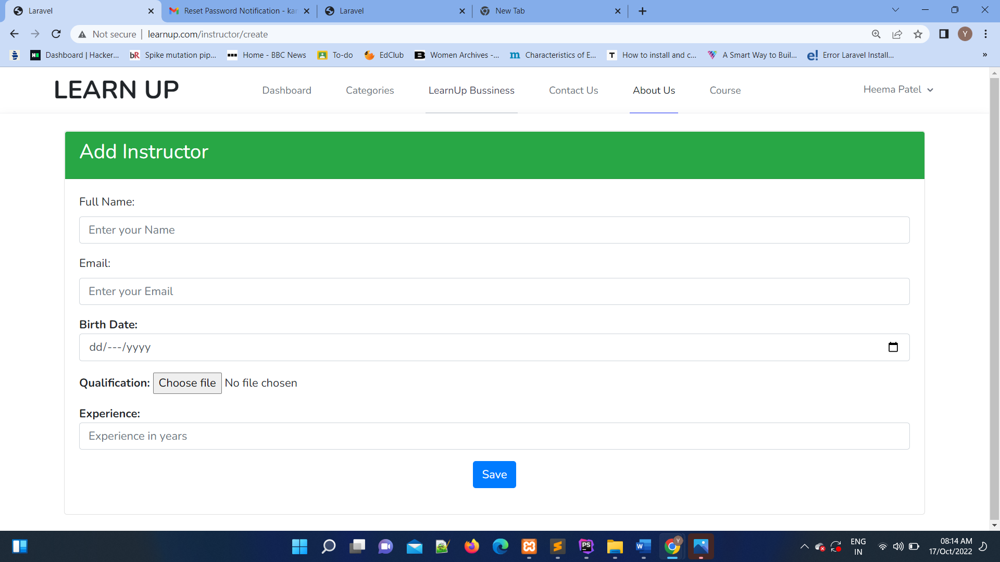 Laravel
Reset Password Notification - kar
Laravel
New Tab
Not secure
learnup.com/instructor/create
Y
Dashboard | Hacker...
bR
Spike mutation pip...
Home - BBC News
To-do
EdClub
B
Women Archives -...
m
Characteristics of E...
T
How to install and c...
A Smart Way to Buil...
e!
Error Laravel Install...
»
LEARN UP
Dashboard
Categories
LearnUp Bussiness
Contact Us
About Us
Course
Heema Patel
Add Instructor
Full Name:
Enter your Name
Email:
Enter your Email
Birth Date:
dd/---/yyyy
Qualification: Choose file No file chosen
Experience:
Experience in years
Save
PS
W
Y
ENG
IN
08:14 AM
17/Oct/2022